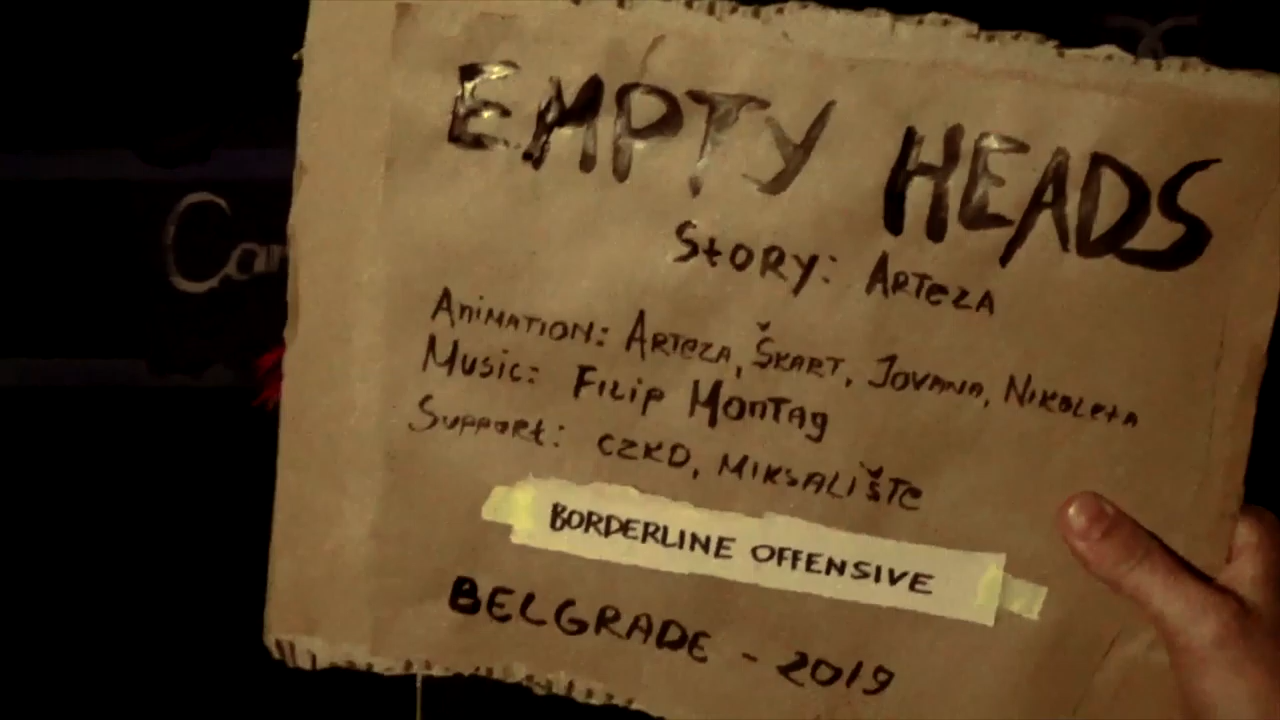 EMPTY HEADS
Story: Arteza
Animation: Arteza, Škart, Jovana, Nikoleta
Music: Filip Montag
Support: CZKD, Miksalište
BORDERLINE OFFENSIVE
BELGRADE - 2019